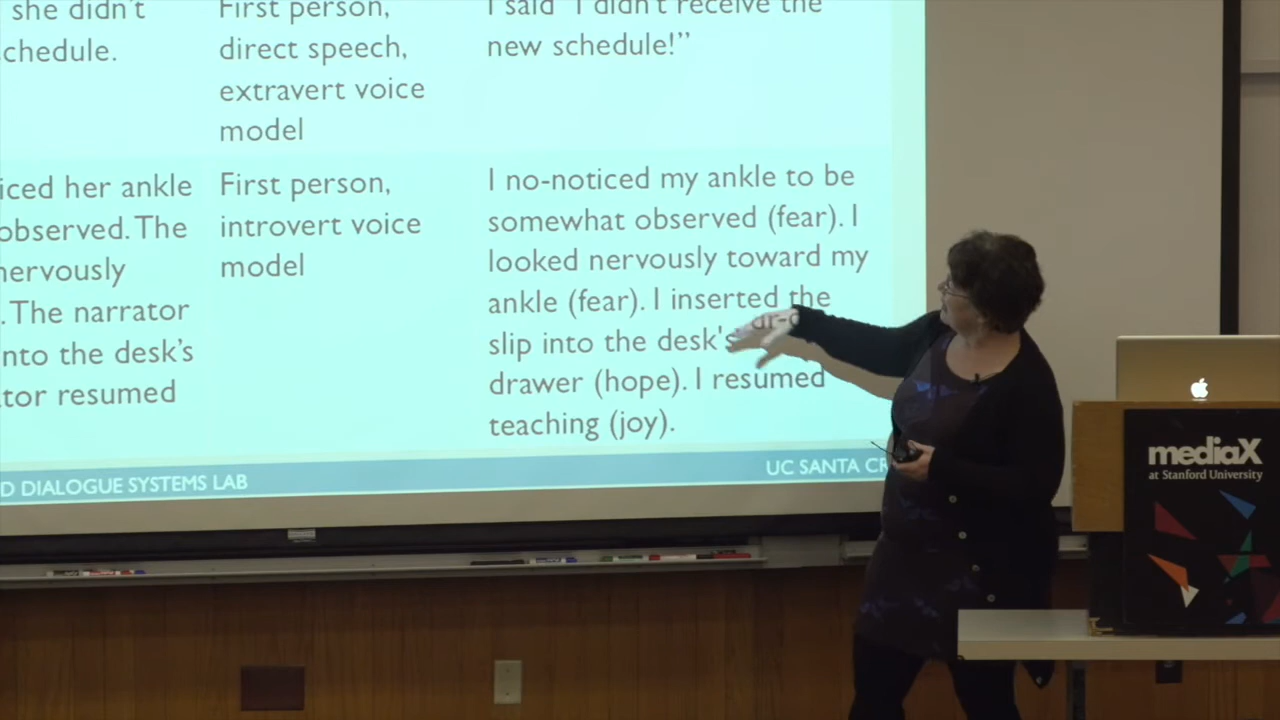 she didn't
chedule.
First person,
direct speech,
extravert voice
model
I said "I didn't receive the
new schedule!"
iced her ankle
observed. The
nervously
. The narrator
nto the desk's
tor resumed
First person,
introvert voice
model
I no-noticed my ankle to be
somewhat observed (fear). I
looked nervously toward my
ankle (fear). I inserted the
slip into the desk's
drawer (hope). I resumed
teaching (joy).
D DIALOGUE SYSTEMS LAB
UC SANTA CR
mediaX
at Stanford University